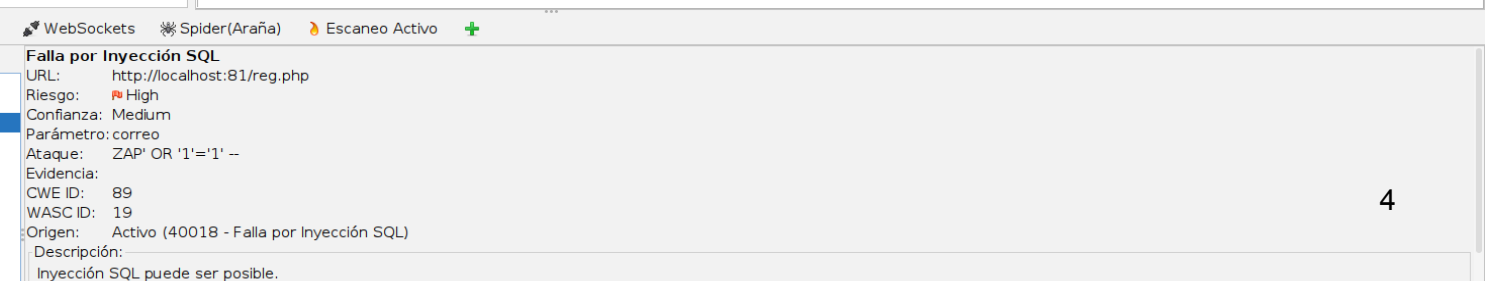 WebSockets Spider(Araña) Escaneo Activo
Falla por Inyección SQL
URL: http://localhost:81/reg.php
Riesgo: High
Confianza: Medium
Parámetro: correo
Ataque: ZAP' OR '1'='1' --
Evidencia:
CWE ID: 89
WASC ID: 19
Origen: Activo (40018 - Falla por Inyección SQL)
Descripción:
Inyección SQL puede ser posible.
4